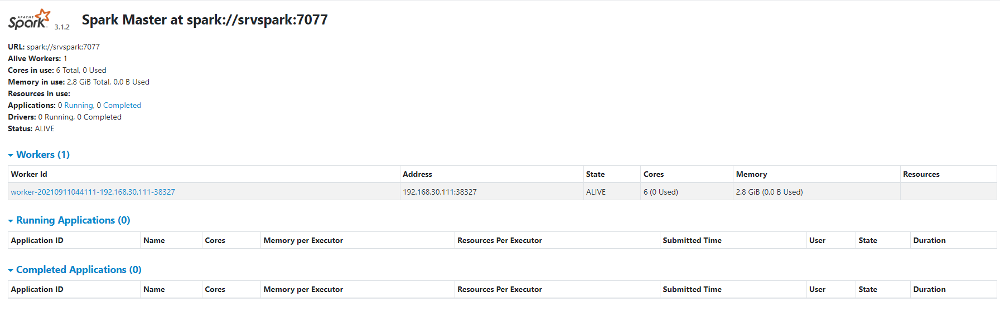 APACHE
Spark 3.1.2 Spark Master at spark://srvspark:7077
URL: spark://srvspark:7077
Alive Workers: 1
Cores in use: 6 Total, 0 Used
Memory in use: 2.8 GiB Total, 0.0 B Used
Resources in use:
Applications: 0 Running, 0 Completed
Drivers: 0 Running, 0 Completed
Status: ALIVE
Workers (1)
Worker Id Address State Cores Memory Resources
worker-20210911044111-192.168.30.111-38327 192.168.30.111:38327 ALIVE 6 (0 Used) 2.8 GiB (0.0 B Used)
Running Applications (0)
Application ID Name Cores Memory per Executor Resources Per Executor Submitted Time User State Duration
Completed Applications (0)
Application ID Name Cores Memory per Executor Resources Per Executor Submitted Time User State Duration